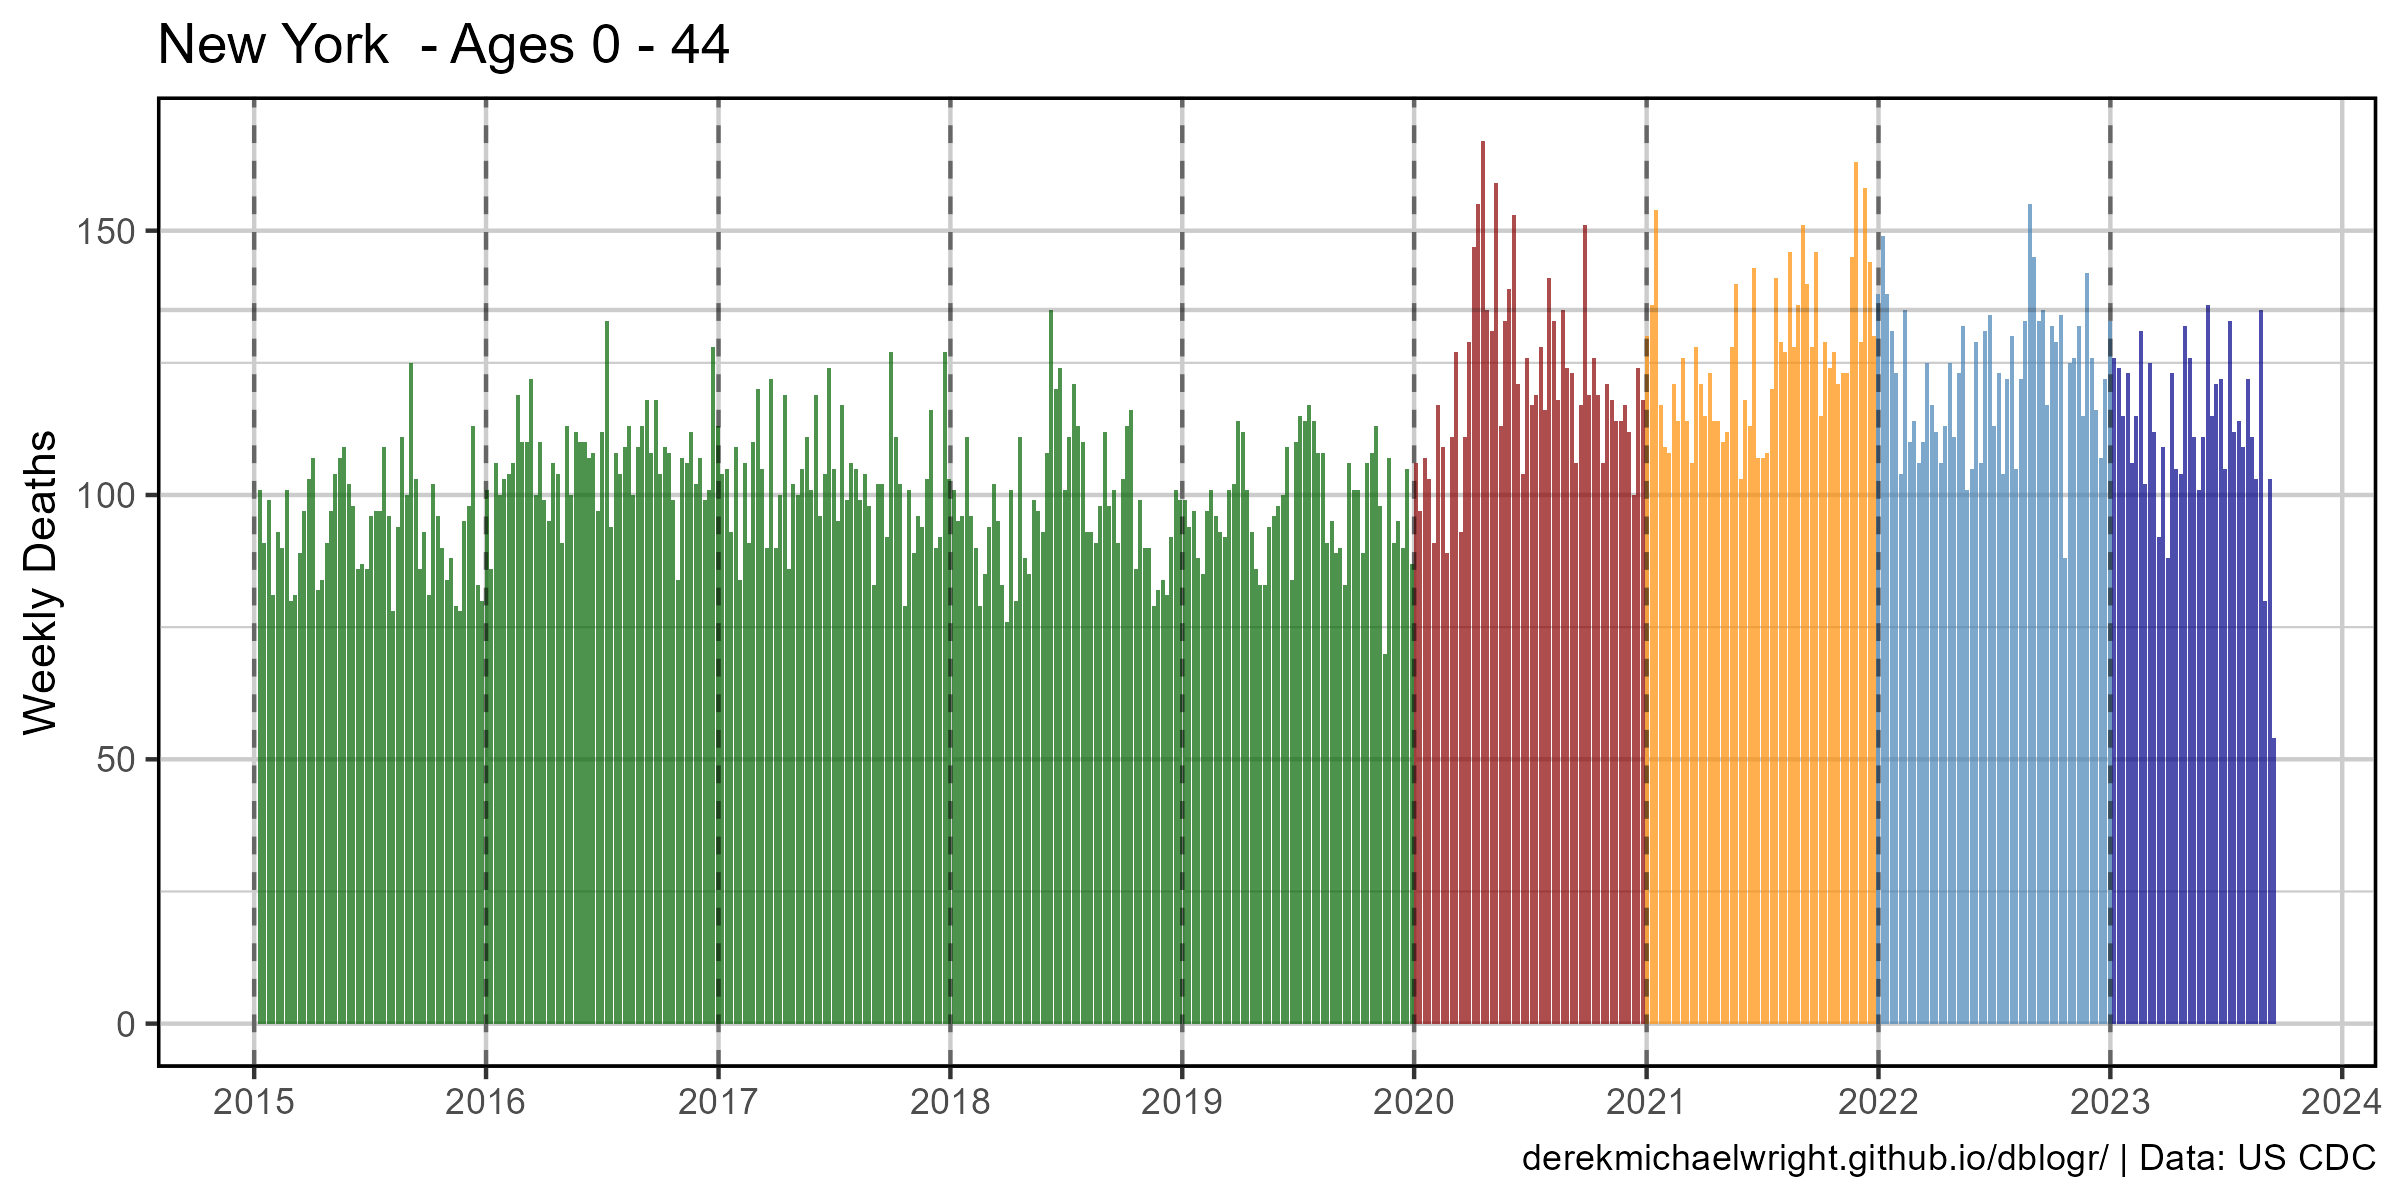 New York  - Ages 0 - 44
Weekly Deaths
150
100
50
0
2015 2016 2017 2018 2019 2020 2021 2022 2023 2024
derekmichaelwright.github.io/dblogr/ | Data: US CDC